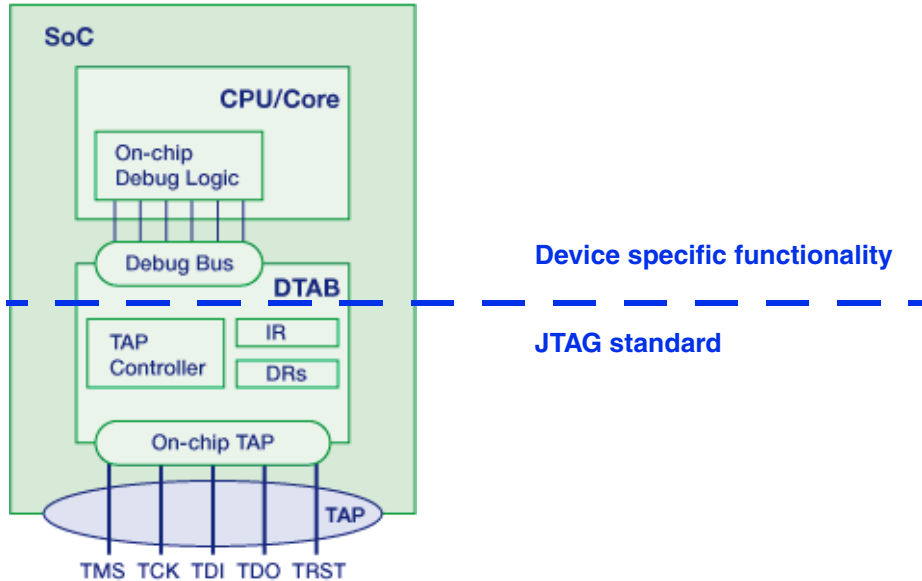 SoC
CPU/Core
On-chip
Debug Logic
Debug Bus
Device specific functionality
DTAB
TAP
Controller
IR
DRs
JTAG standard
On-chip TAP
TAP
TMS TCK TDI TDO TRST